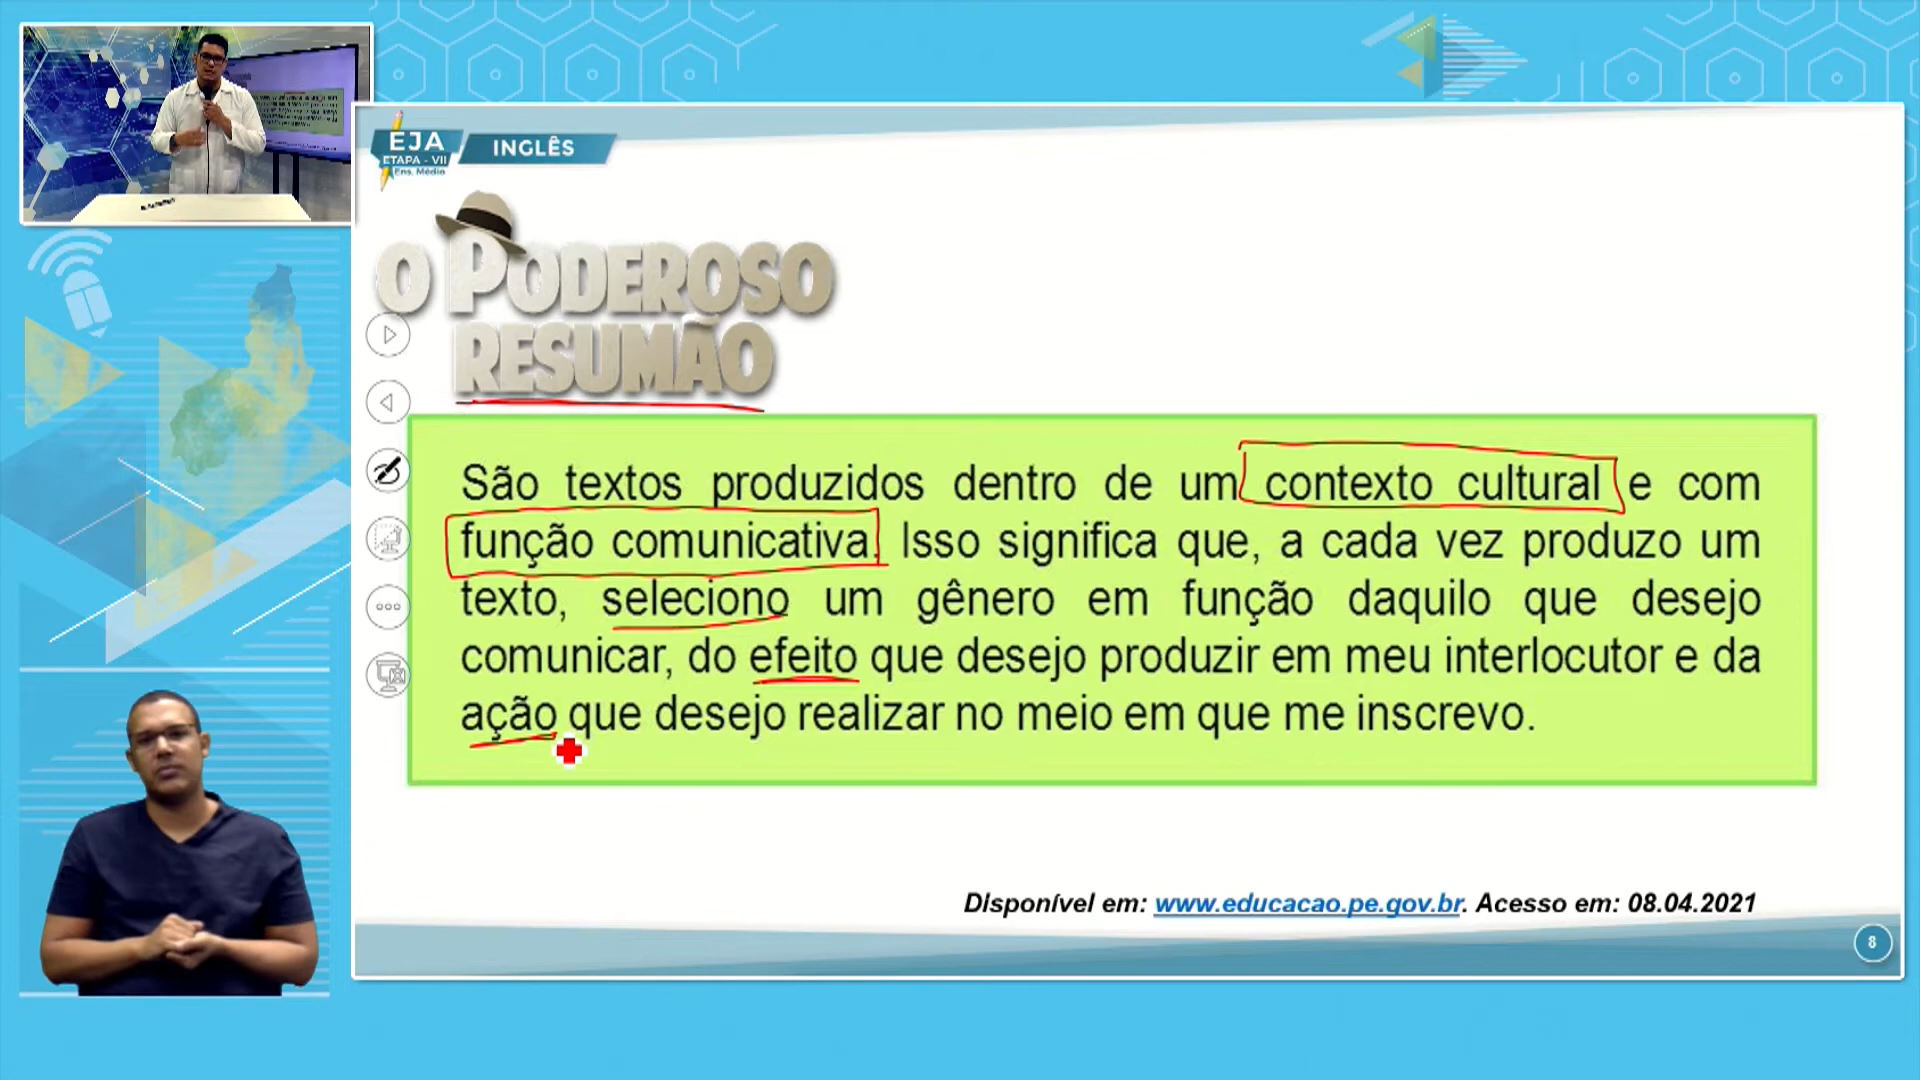 EJA
ETAPA - VII
Ens. Médio
INGLÊS
O PODEROSO
RESUMÃO
São textos produzidos dentro de um contexto cultural e com
função comunicativa. Isso significa que, a cada vez produzo um
texto, seleciono um gênero em função daquilo que desejo
comunicar, do efeito que desejo produzir em meu interlocutor e da
ação que desejo realizar no meio em que me inscrevo.
Disponível em: www.educacao.pe.gov.br. Acesso em: 08.04.2021
8